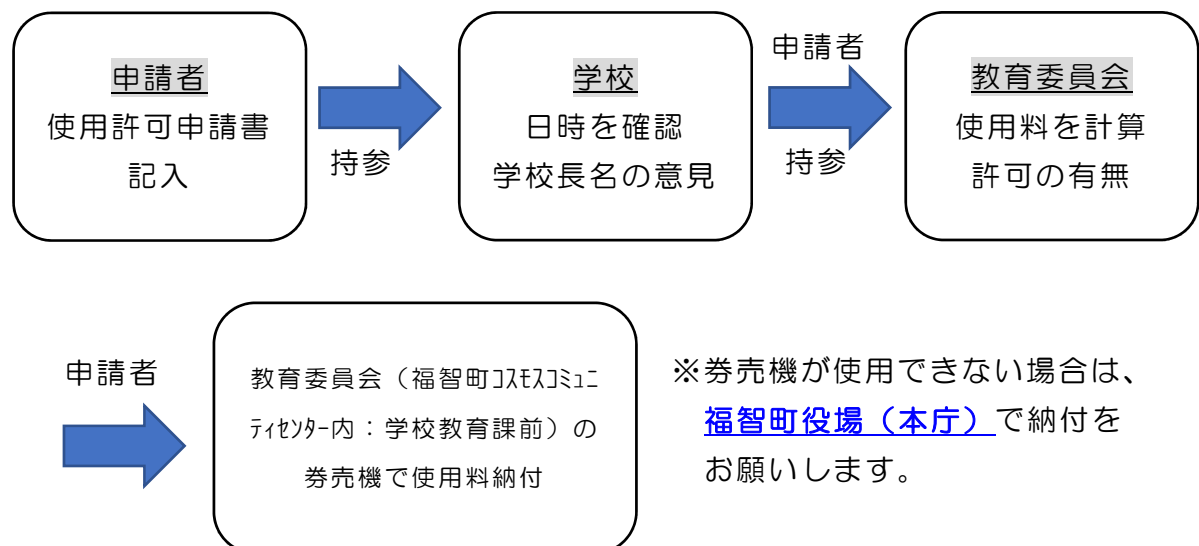 申請者
使用許可申請書
記入
持参
学校
日時を確認
学校長名の意見
申請者
持参
教育委員会
使用料を計算
許可の有無
申請者
教育委員会（福智町ｺｽﾓｽｺﾐｭﾆ
ﾃｨｾﾝﾀｰ内：学校教育課前）の
券売機で使用料納付
※券売機が使用できない場合は、
福智町役場（本庁）で納付を
お願いします。